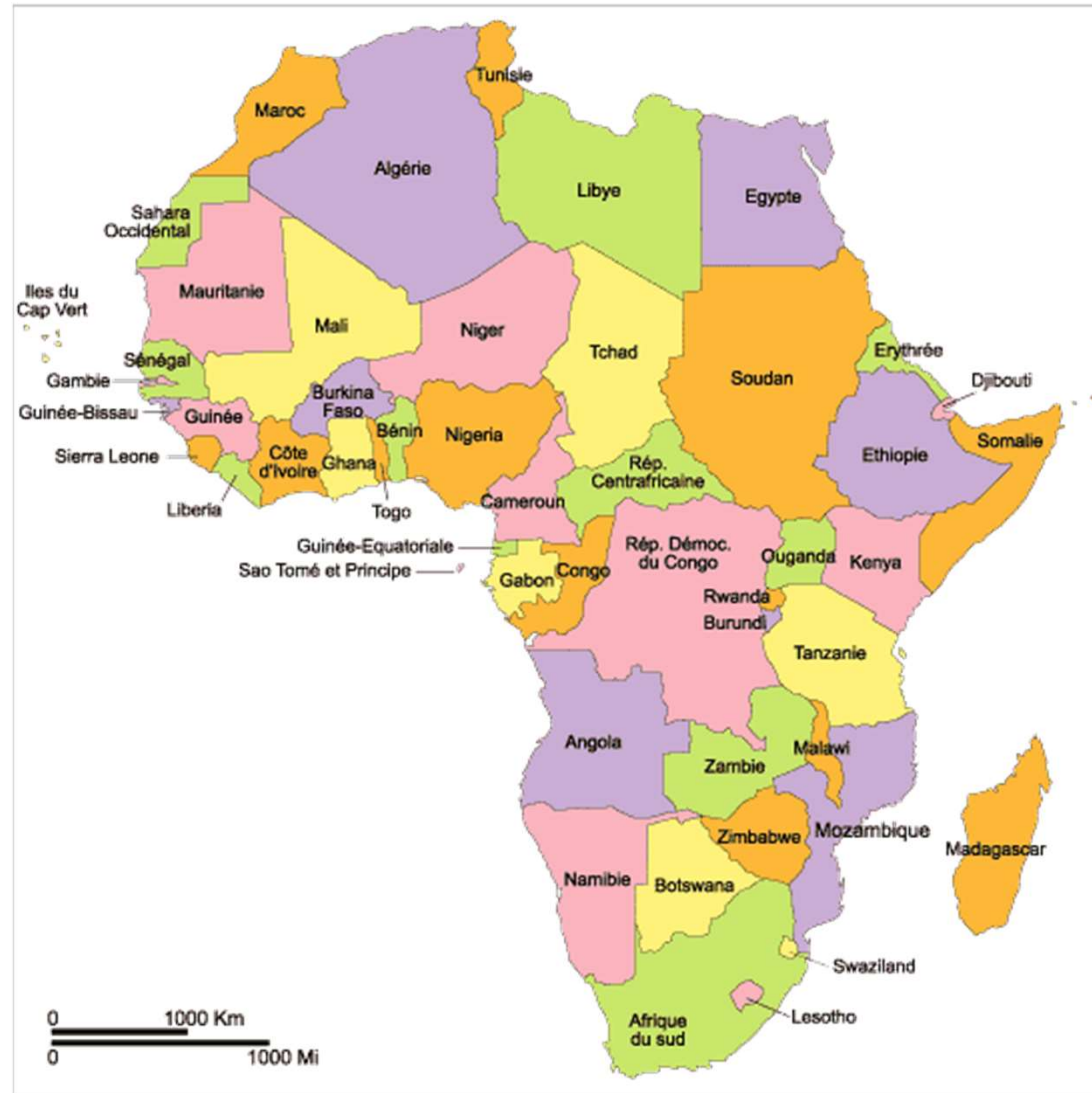 Tunisie
Maroc
Algérie
Libye
Egypte
Sahara
Occidental
Mauritanie
Iles du
Cap Vert
Mali
Niger
Tchad
Soudan
Erythrée
Djibouti
Sénégal
Gambie
Guinée-Bissau
Guinée
Burkina
Faso
Bénin
Nigeria
Ethiopie
Somalie
Sierra Leone
Côte
d'Ivoire
Ghana
Rép.
Centrafricaine
Liberia
Togo
Cameroun
Guinée-Equatoriale
Sao Tomé et Principe
Gabon
Congo
Rép. Démoc.
du Congo
Ouganda
Kenya
Rwanda
Burundi
Tanzanie
Angola
Zambie
Malawi
Mozambique
Zimbabwe
Madagascar
Namibie
Botswana
Swaziland
Lesotho
Afrique
du sud
0 1000 Km
0 1000 Mi